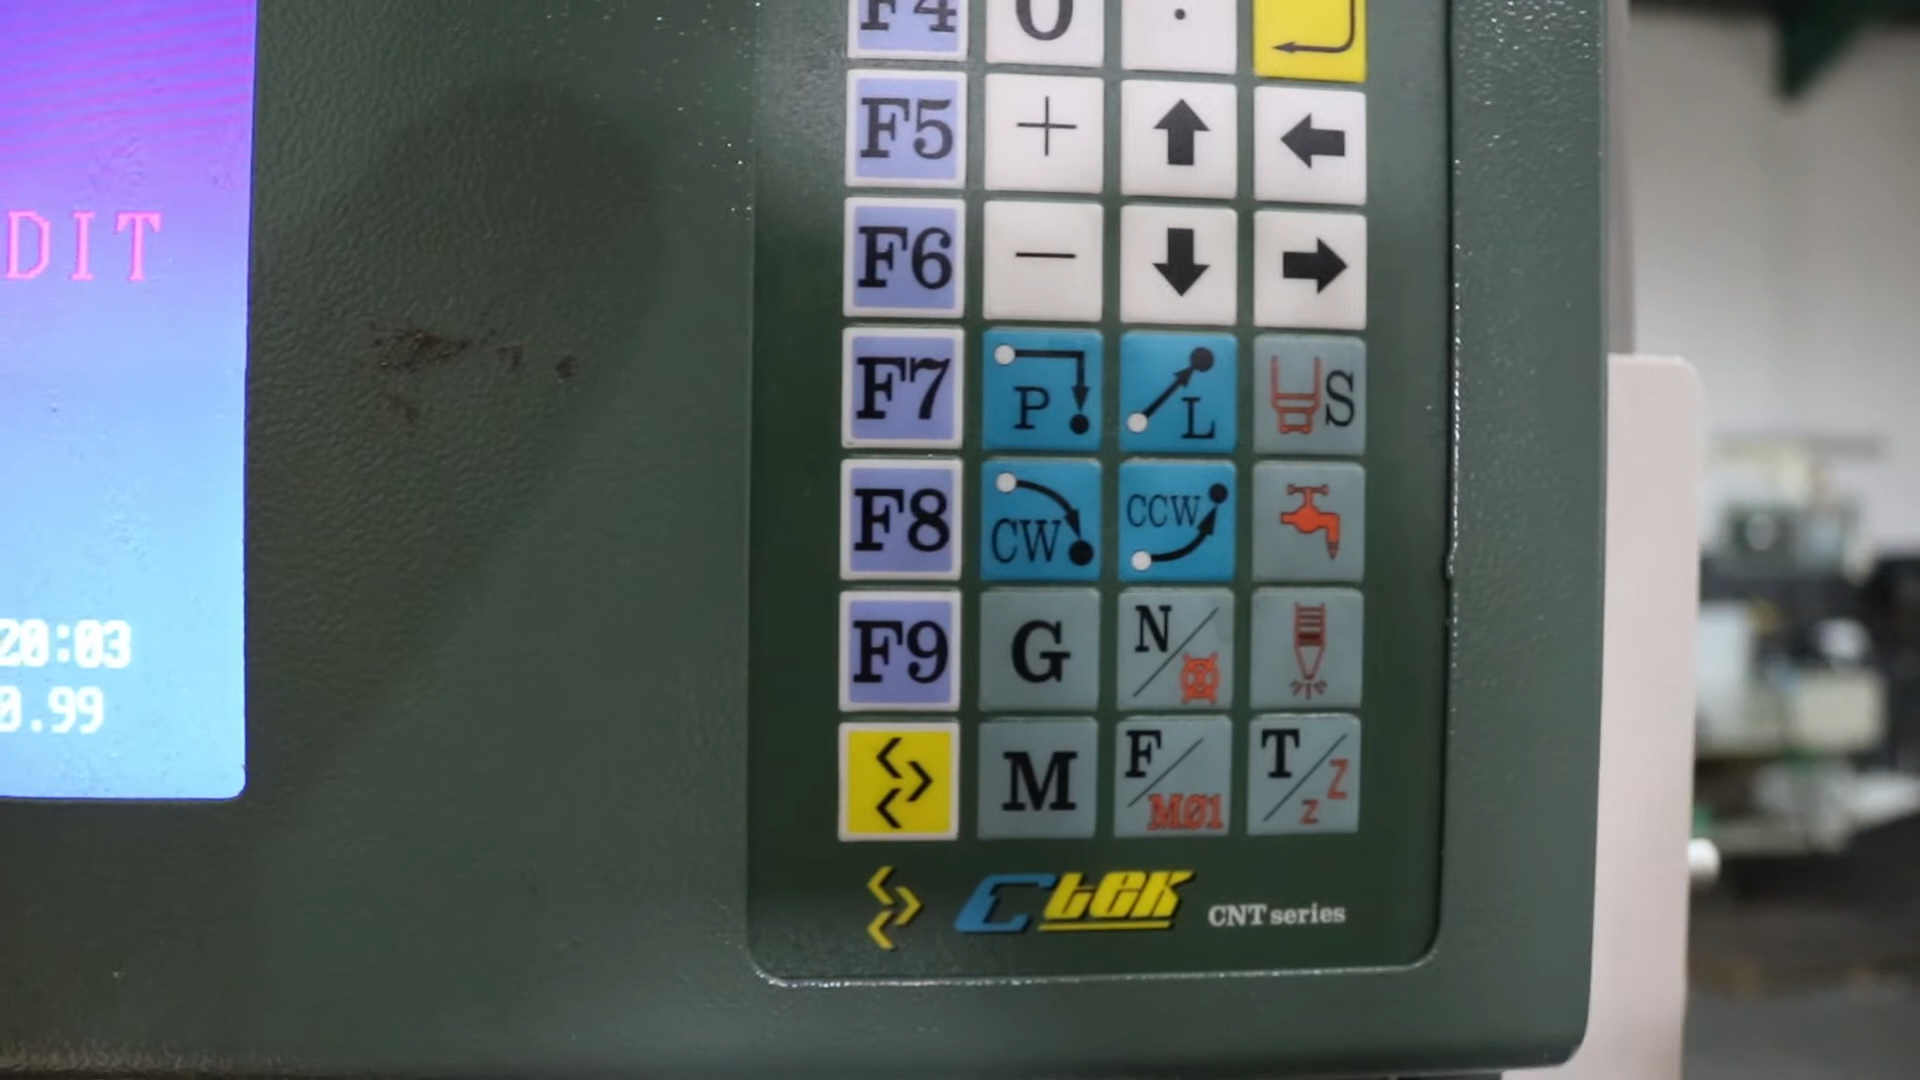 F4 0 .
F5 +
DIT
F6 —
F7 P L S
F8 CW CCW
F9 G N
20:03
0.99
M F M01 T Z Z
Ctek CNT series